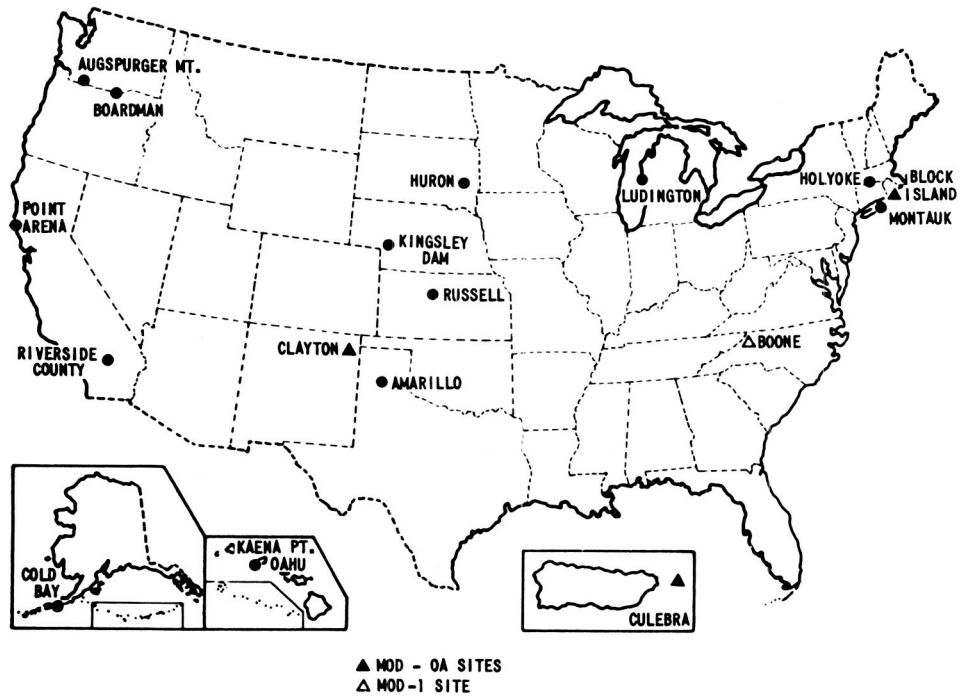 AUGSPURGER MT.
BOARDMAN
HURON
LUDINGTON
HOLYOKE
BLOCK
ISLAND
MONTAUK
POINT
ARENA
KINGSLEY
DAM
RUSSELL
CLAYTON
BOONE
RIVERSIDE
COUNTY
AMARILLO
KAENA PT.
OAHU
COLD
BAY
CULEBRA
MOD - OA SITES
MOD-1 SITE